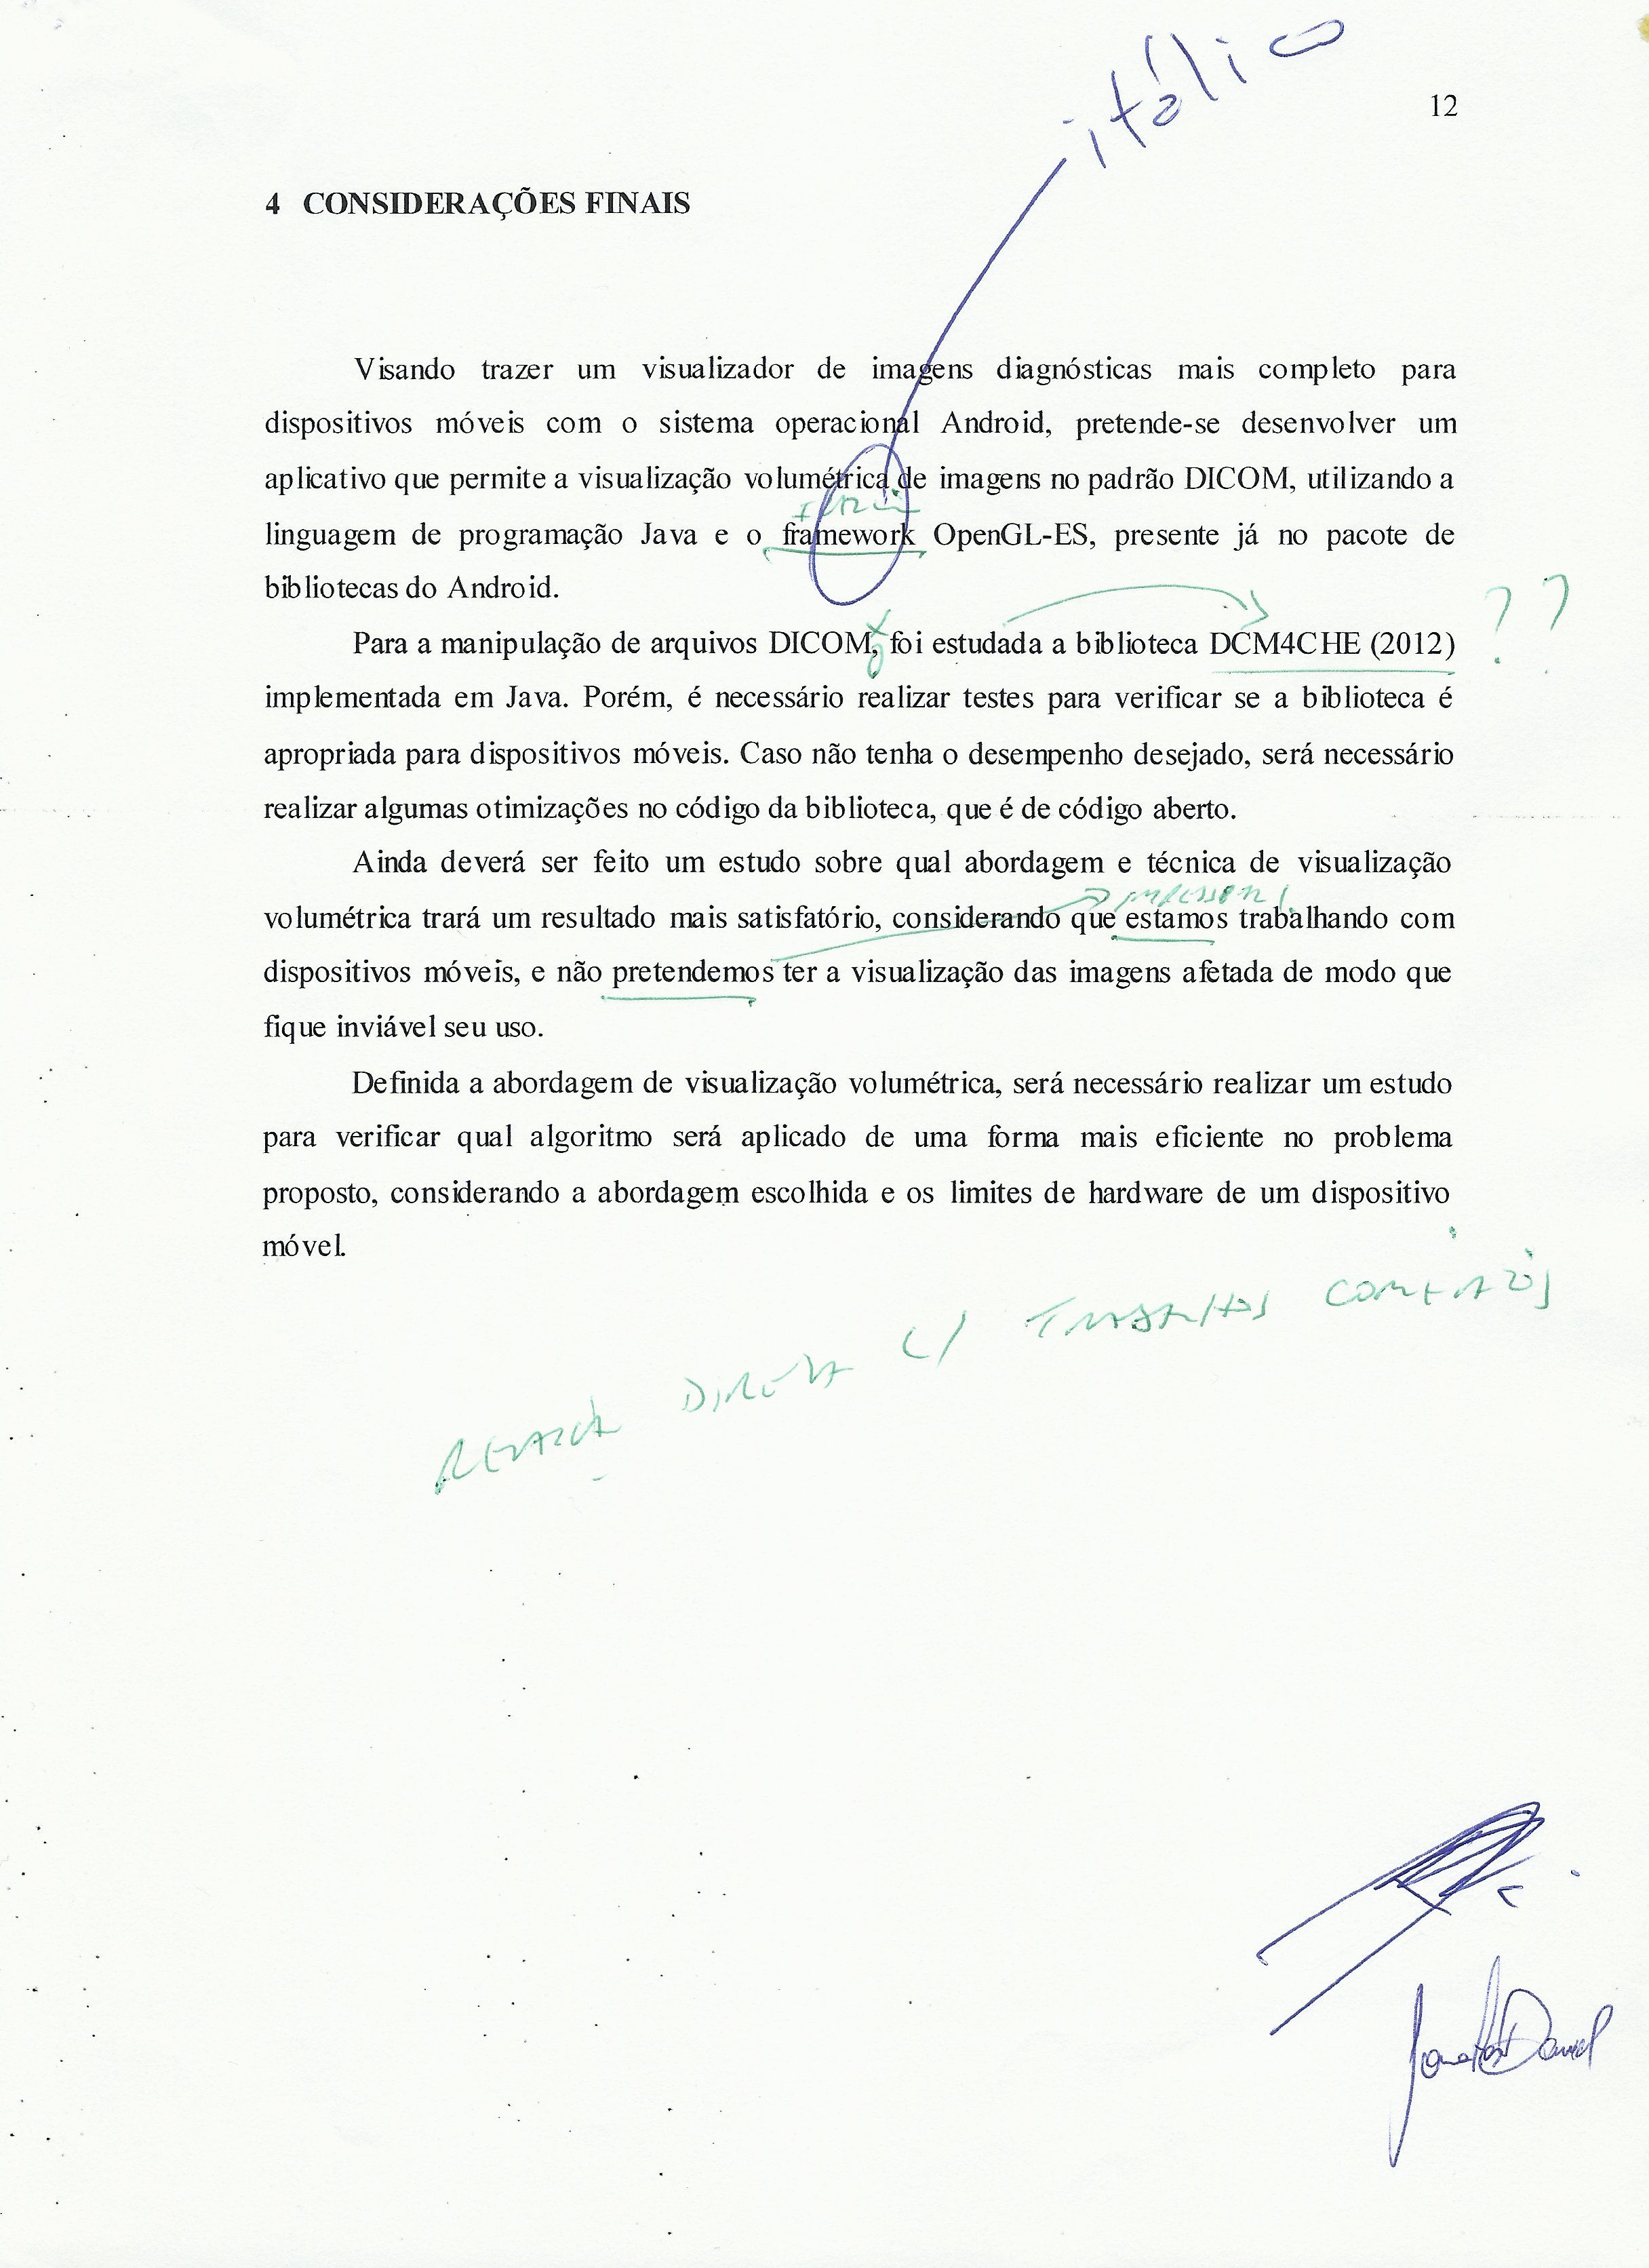 itálico
12
4 CONSIDERAÇÕES FINAIS
Visando trazer um visualizador de imagens diagnósticas mais completo para
dispositivos móveis com o sistema operacional Android, pretende-se desenvolver um
aplicativo que permite a visualização volumétrica de imagens no padrão DICOM, utilizando a
linguagem de programação Java e o framework OpenGL-ES, presente já no pacote de
bibliotecas do Android.
??
Para a manipulação de arquivos DICOM, foi estudada a biblioteca DCM4CHE (2012)
implementada em Java. Porém, é necessário realizar testes para verificar se a biblioteca é
apropriada para dispositivos móveis. Caso não tenha o desempenho desejado, será necessário
realizar algumas otimizações no código da biblioteca, que é de código aberto.
Ainda deverá ser feito um estudo sobre qual abordagem e técnica de visualização
volumétrica trará um resultado mais satisfatório, considerando que estamos trabalhando com
dispositivos móveis, e não pretendemos ter a visualização das imagens afetada de modo que
fique inviável seu uso.
Definida a abordagem de visualização volumétrica, será necessário realizar um estudo
para verificar qual algoritmo será aplicado de uma forma mais eficiente no problema
proposto, considerando a abordagem escolhida e os limites de hardware de um dispositivo
móvel.
DIRETA C/ TRABALHOS